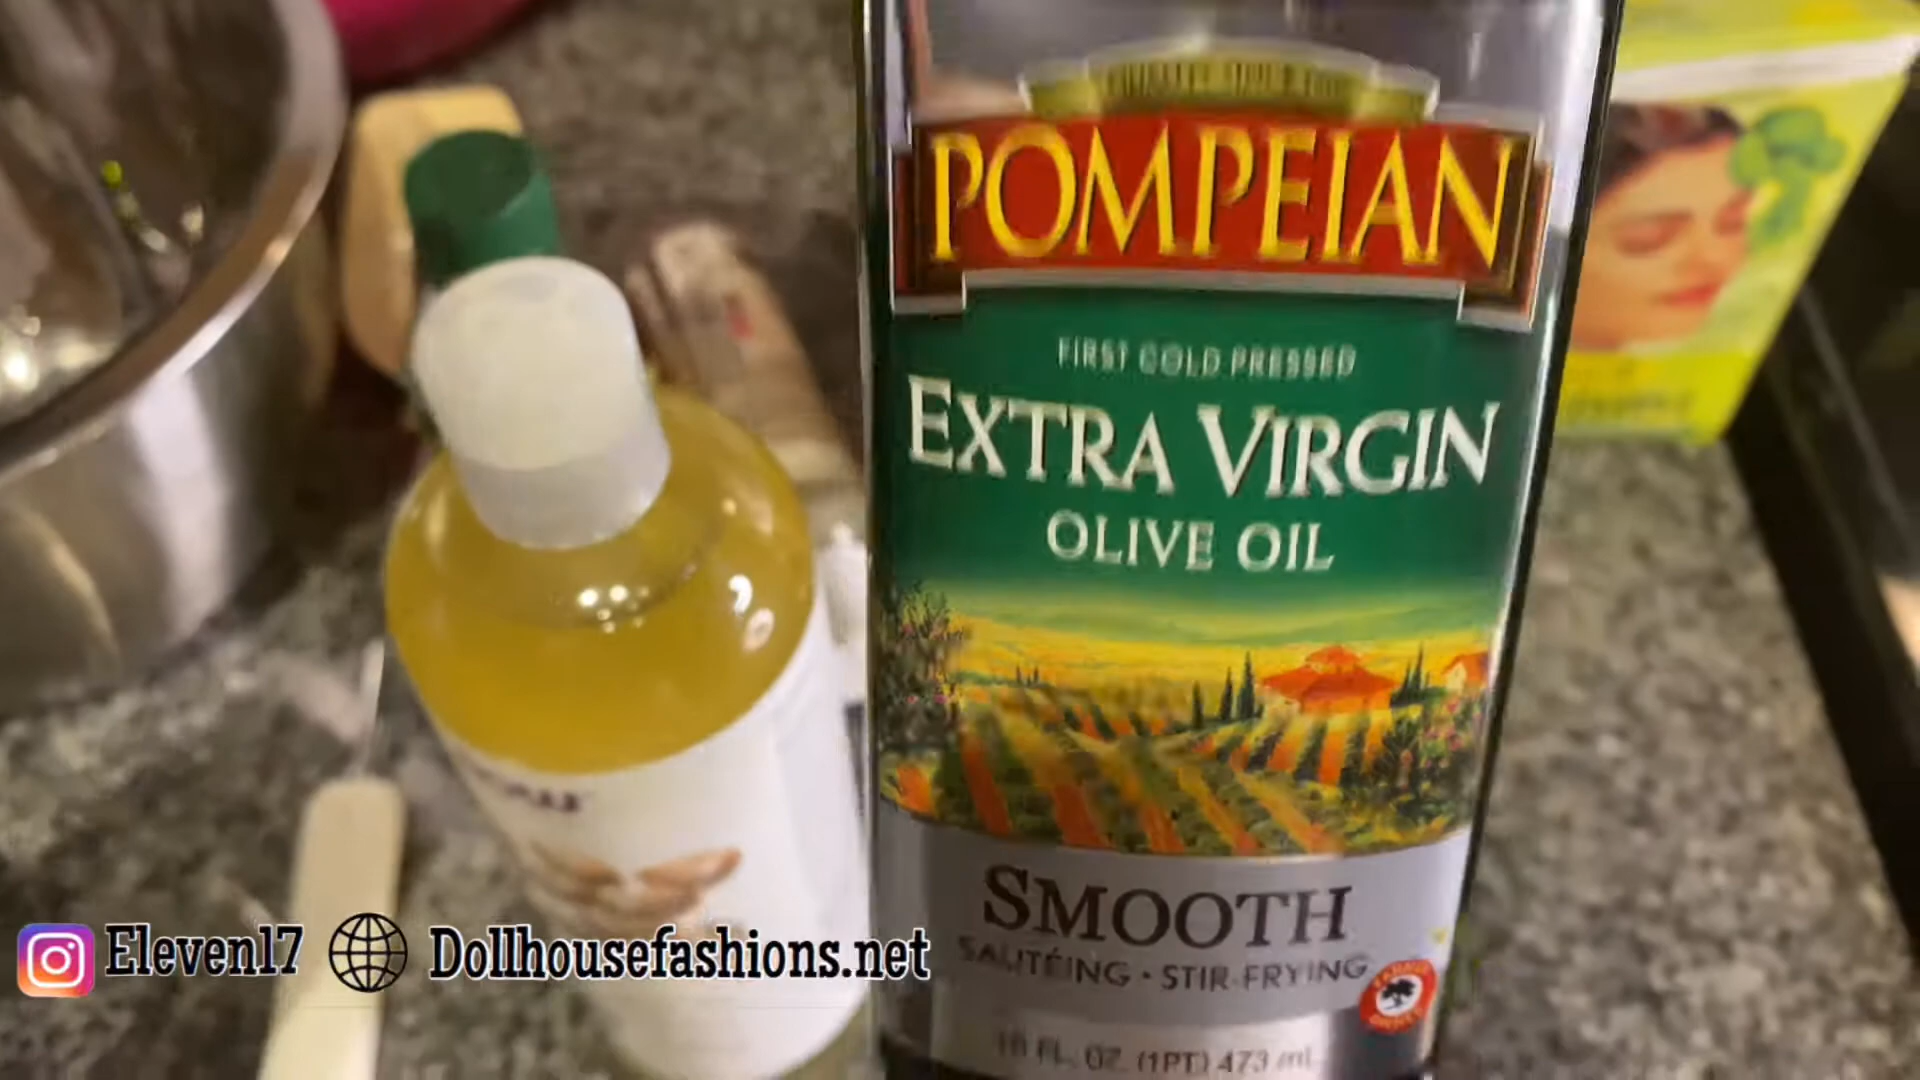 POMPEIAN
FIRST COLD PRESSED
EXTRA VIRGIN
OLIVE OIL
SMOOTH
SAUTÉING • STIR-FRYING
16 FL. OZ. (1PT) 473 ml
Eleven17
Dollhousefashions.net